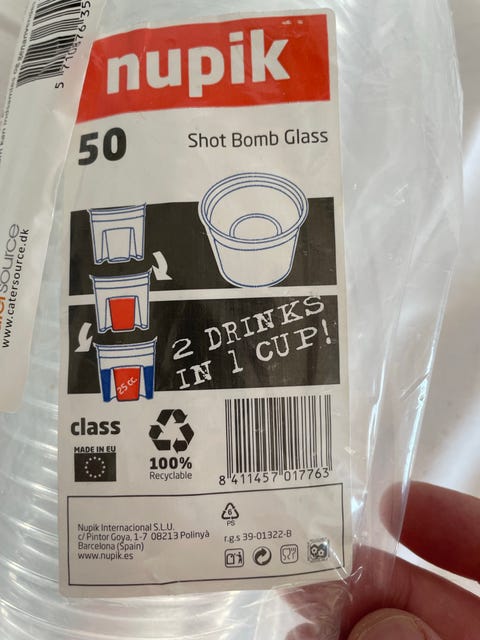 nupik
50
Shot Bomb Glass
2 DRINKS
IN 1 CUP!
25 cc.
class
MADE IN EU
100%
Recyclable
8 411457 017763
6
PS
Nupik Internacional S.L.U.
c/ Pintor Goya, 1-7 08213 Polinyà
Barcelona (Spain)
www.nupik.es
r.g.s 39-01322-B
www.catersource.dk
source